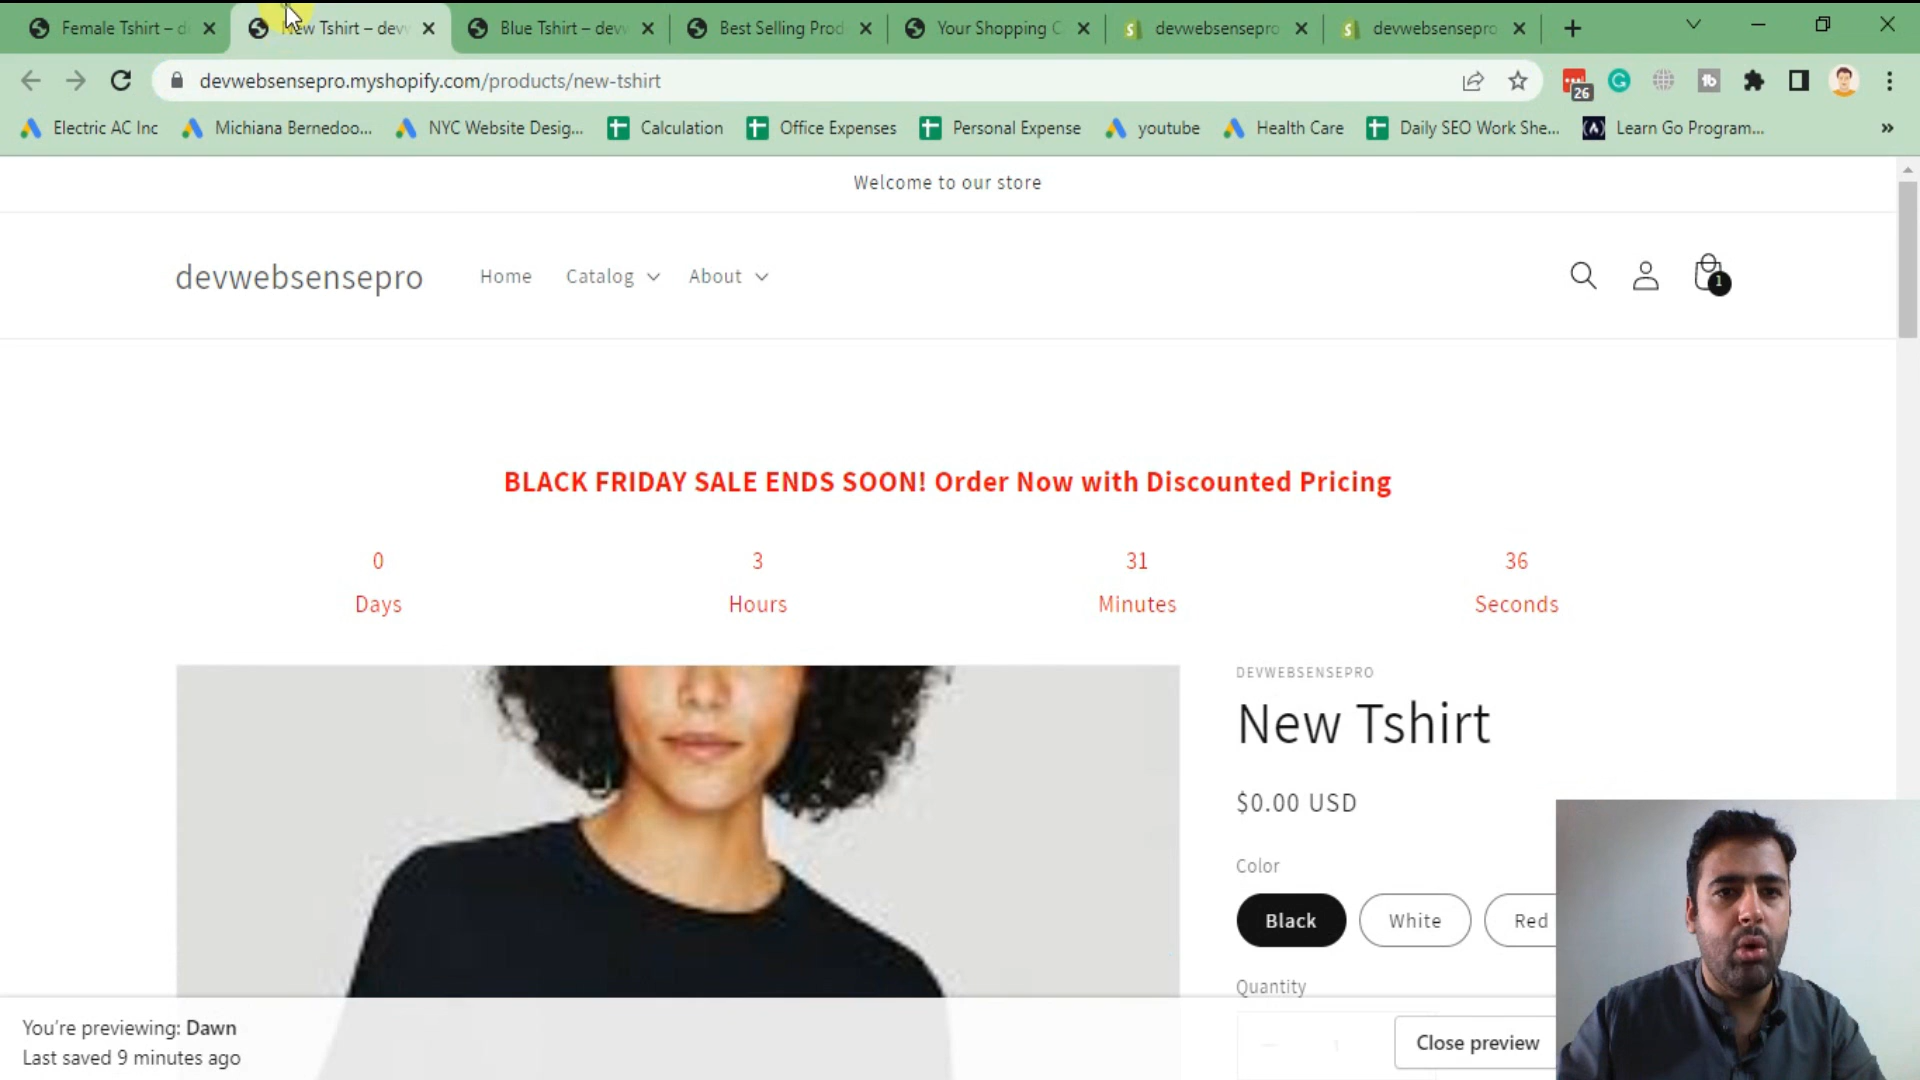 Female Tshirt – d
New Tshirt – dev
Blue Tshirt – dev
Best Selling Prod
Your Shopping C
devwebsensepro
devwebsensepro
devwebsensepro.myshopify.com/products/new-tshirt
26
Electric AC Inc
Michiana Bernedoo...
NYC Website Desig...
Calculation
Office Expenses
Personal Expense
youtube
Health Care
Daily SEO Work She...
Learn Go Program...
Welcome to our store
devwebsensepro
Home
Catalog
About
1
BLACK FRIDAY SALE ENDS SOON! Order Now with Discounted Pricing
0 3 31 36
Days Hours Minutes Seconds
DEVWEBSENSEPRO
New Tshirt
$0.00 USD
Color
Black White Red
Quantity
You're previewing: Dawn
Last saved 9 minutes ago
Close preview